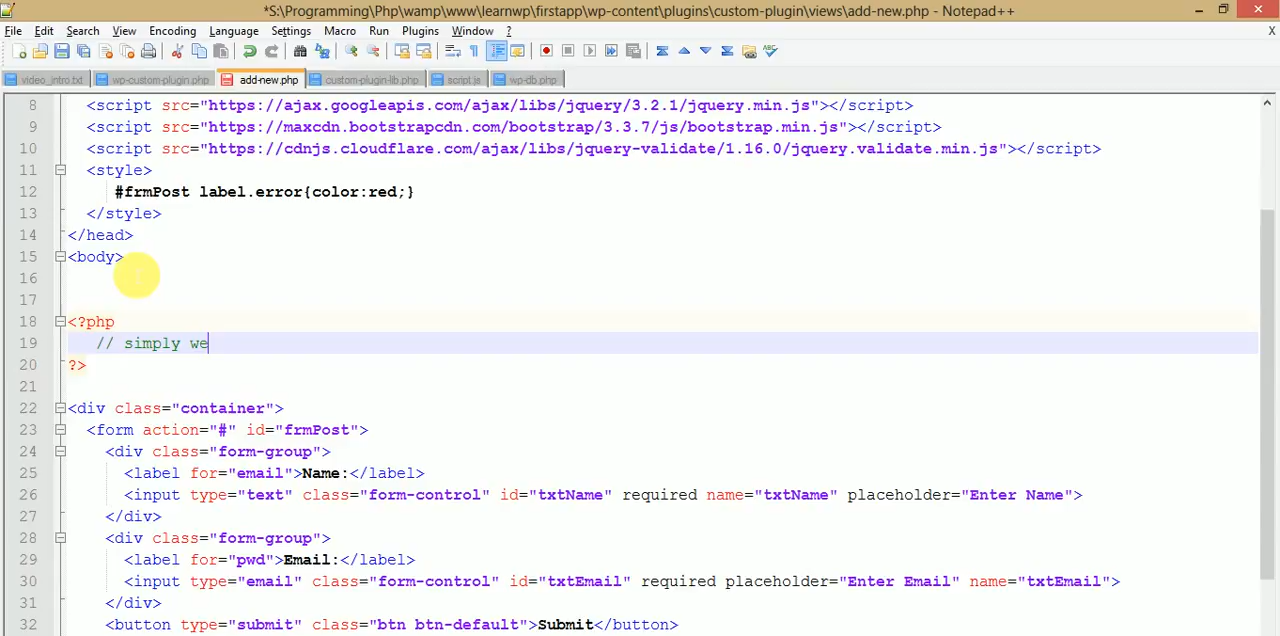 *S:\Programming\Php\wamp\www\learnwp\firstapp\wp-content\plugins\custom-plugin\views\add-new.php - Notepad++
File Edit Search View Encoding Language Settings Macro Run Plugins Window ? X
video_intro.txt wp-custom-plugin.php add-new.php custom-plugin-lib.php script.js wp-db.php
8 <script src="https://ajax.googleapis.com/ajax/libs/jquery/3.2.1/jquery.min.js"></script>
9 <script src="https://maxcdn.bootstrapcdn.com/bootstrap/3.3.7/js/bootstrap.min.js"></script>
10 <script src="https://cdnjs.cloudflare.com/ajax/libs/jquery-validate/1.16.0/jquery.validate.min.js"></script>
11 <style>
12 #frmPost label.error{color:red;}
13 </style>
14 </head>
15 <body>
16
17
18 <?php
19 // simply we
20 ?>
21
22 <div class="container">
23 <form action="#" id="frmPost">
24 <div class="form-group">
25 <label for="email">Name:</label>
26 <input type="text" class="form-control" id="txtName" required name="txtName" placeholder="Enter Name">
27 </div>
28 <div class="form-group">
29 <label for="pwd">Email:</label>
30 <input type="email" class="form-control" id="txtEmail" required placeholder="Enter Email" name="txtEmail">
31 </div>
32 <button type="submit" class="btn btn-default">Submit</button>